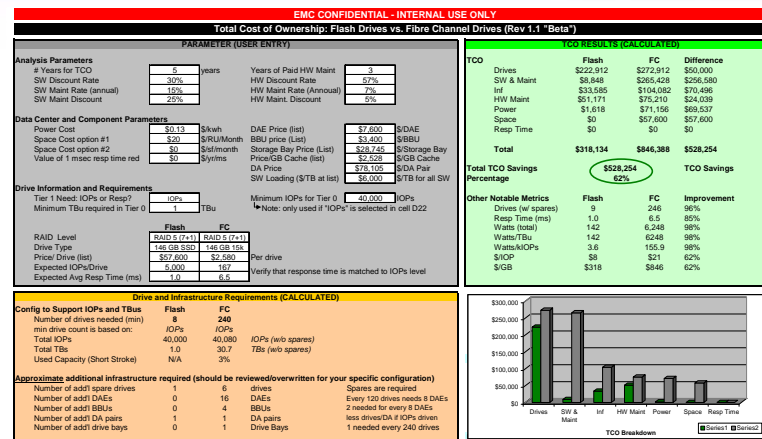 EMC CONFIDENTIAL - INTERNAL USE ONLY
Total Cost of Ownership: Flash Drives vs. Fibre Channel Drives (Rev 1.1 "Beta")
PARAMETER (USER ENTRY)
Analysis Parameters
# Years for TCO 5 years Years of Paid HW Maint 3
SW Discount Rate 30% HW Discount Rate 57%
SW Maint Rate (annual) 15% HW Maint Rate (Annual) 7%
SW Maint Discount 25% HW Maint. Discount 5%
Data Center and Component Parameters
Power Cost $0.13 $/kwh DAE Price (list) $7,600 $/DAE
Space Cost option #1 $20 $/RU/Month BBU price (list) $3,400 $/BBU
Space Cost option #2 $0 $/sf/month Storage Bay Price (list) $28,745 $/Storage Bay
Value of 1 msec resp time red $0 $/yr/ms Price/GB Cache (list) $2,528 $/GB Cache
DA Price $78,105 $/DA Pair
SW Loading ($/TB at list) $6,000 $/TB for all SW
Drive Information and Requirements
Tier 1 Need: IOPs or Resp? IOPs Minimum IOPs for Tier 0 40,000 IOPs
Minimum TBu required in Tier 0 1 TBu Note: only used if "IOPs" is selected in cell D22
Flash FC
RAID Level RAID 5 (7+1) RAID 5 (7+1)
Drive Type 146 GB SSD 146 GB 15k
Price/ Drive (list) $57,600 $2,580 Per drive
Expected IOPs/Drive 5,000 167
Verify that response time is matched to IOPs level
Expected Avg Resp Time (ms) 1.0 6.5
TCO RESULTS (CALCULATED)
TCO Flash FC Difference
Drives $222,912 $272,912 $50,000
SW & Maint $8,848 $265,428 $256,580
Inf $33,585 $104,082 $70,496
HW Maint $51,171 $75,210 $24,039
Power $1,618 $71,156 $69,537
Space $0 $57,600 $57,600
Resp Time $0 $0 $0
Total $318,134 $846,388 $528,254
Total TCO Savings $528,254 TCO Savings
Percentage 62%
Other Notable Metrics Flash FC Improvement
Drives (w/ spares) 9 246 96%
Resp Time (ms) 1.0 6.5 85%
Watts (total) 142 6,248 98%
Watts/TBu 142 6248 98%
Watts/kIOPs 3.6 155.9 98%
$/IOP $8 $21 62%
$/GB $318 $846 62%
Drive and Infrastructure Requirements (CALCULATED)
Config to Support IOPs and TBus Flash FC
Number of drives needed (min) 8 240
min drive count is based on: IOPs IOPs
Total IOPs 40,000 40,080 IOPs (w/o spares)
Total TBs 1.0 30.7 TBs (w/o spares)
Used Capacity (Short Stroke) N/A 3%
Approximate additional infrastructure required (should be reviewed/overwritten for your specific configuration)
Number of add'l spare drives 1 6 drives Spares are required
Number of add'l DAEs 0 16 DAEs Every 120 drives needs 8 DAEs
Number of add'l BBUs 0 4 BBUs 2 needed for every 8 DAEs
Number of add'l DA pairs 1 1 DA pairs less drives/DA if IOPs driven
Number of add'l drive bays 0 1 Drive Bays 1 needed every 240 drives
$300,000
$250,000
$200,000
$150,000
$100,000
$50,000
$0
Drives SW & Maint Inf HW Maint Power Space Resp Time
TCO Breakdown
Series1 Series2